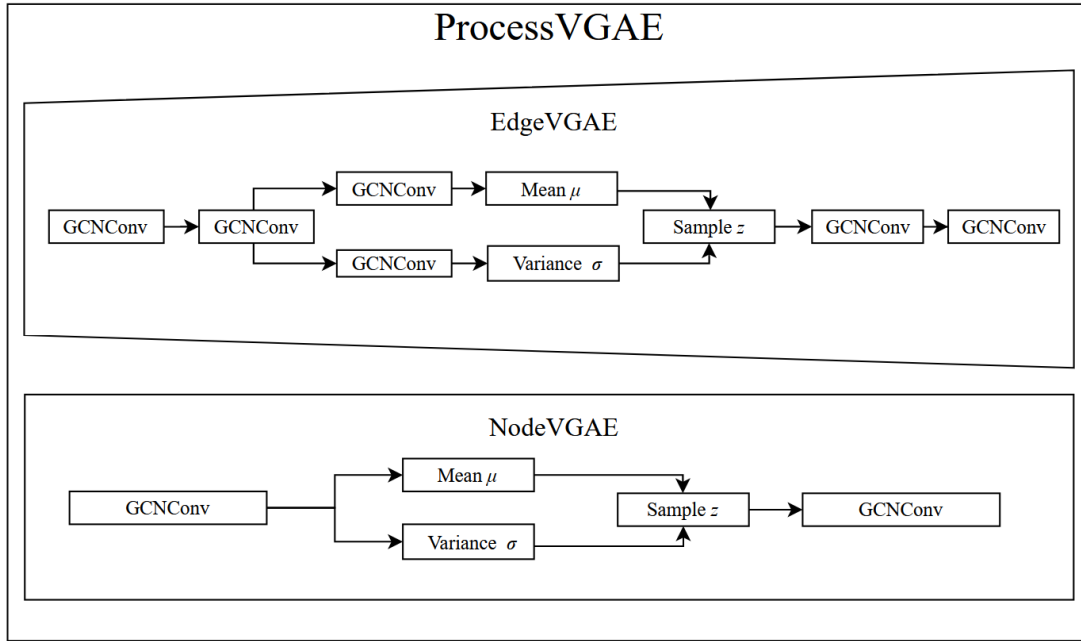 ProcessVGAE
EdgeVGAE
GCNConv
GCNConv
GCNConv
Mean μ
GCNConv
Variance σ
Sample z
GCNConv
GCNConv
NodeVGAE
GCNConv
Mean μ
Variance σ
Sample z
GCNConv